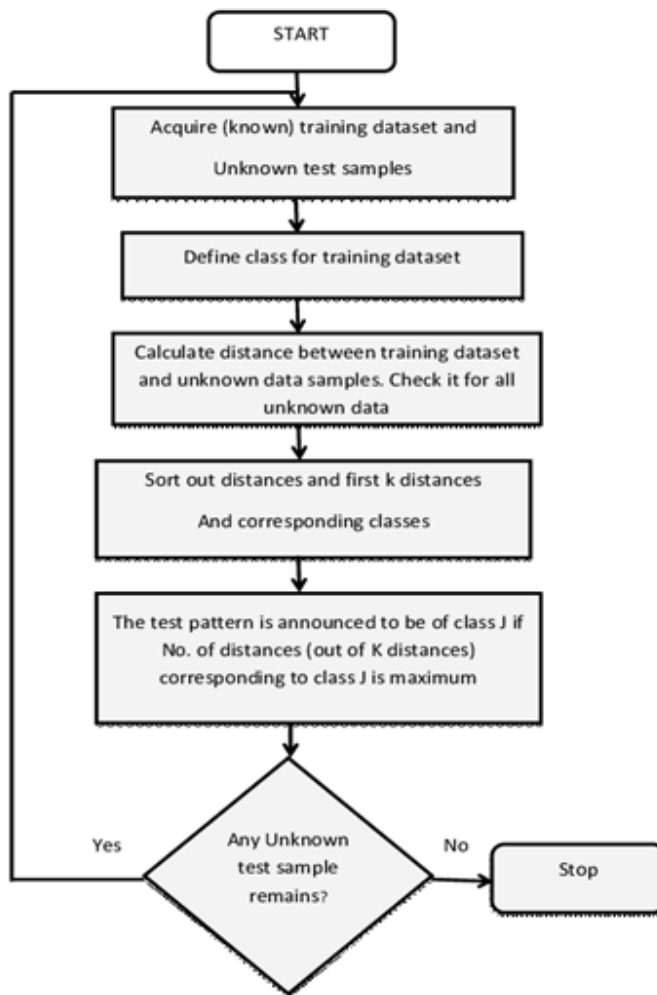 START
Acquire (known) training dataset and
Unknown test samples
Define class for training dataset
Calculate distance between training dataset
and unknown data samples. Check it for all
unknown data
Sort out distances and first k distances
And corresponding classes
The test pattern is announced to be of class J if
No. of distances (out of K distances)
corresponding to class J is maximum
Yes
Any Unknown
test sample
remains?
No
Stop